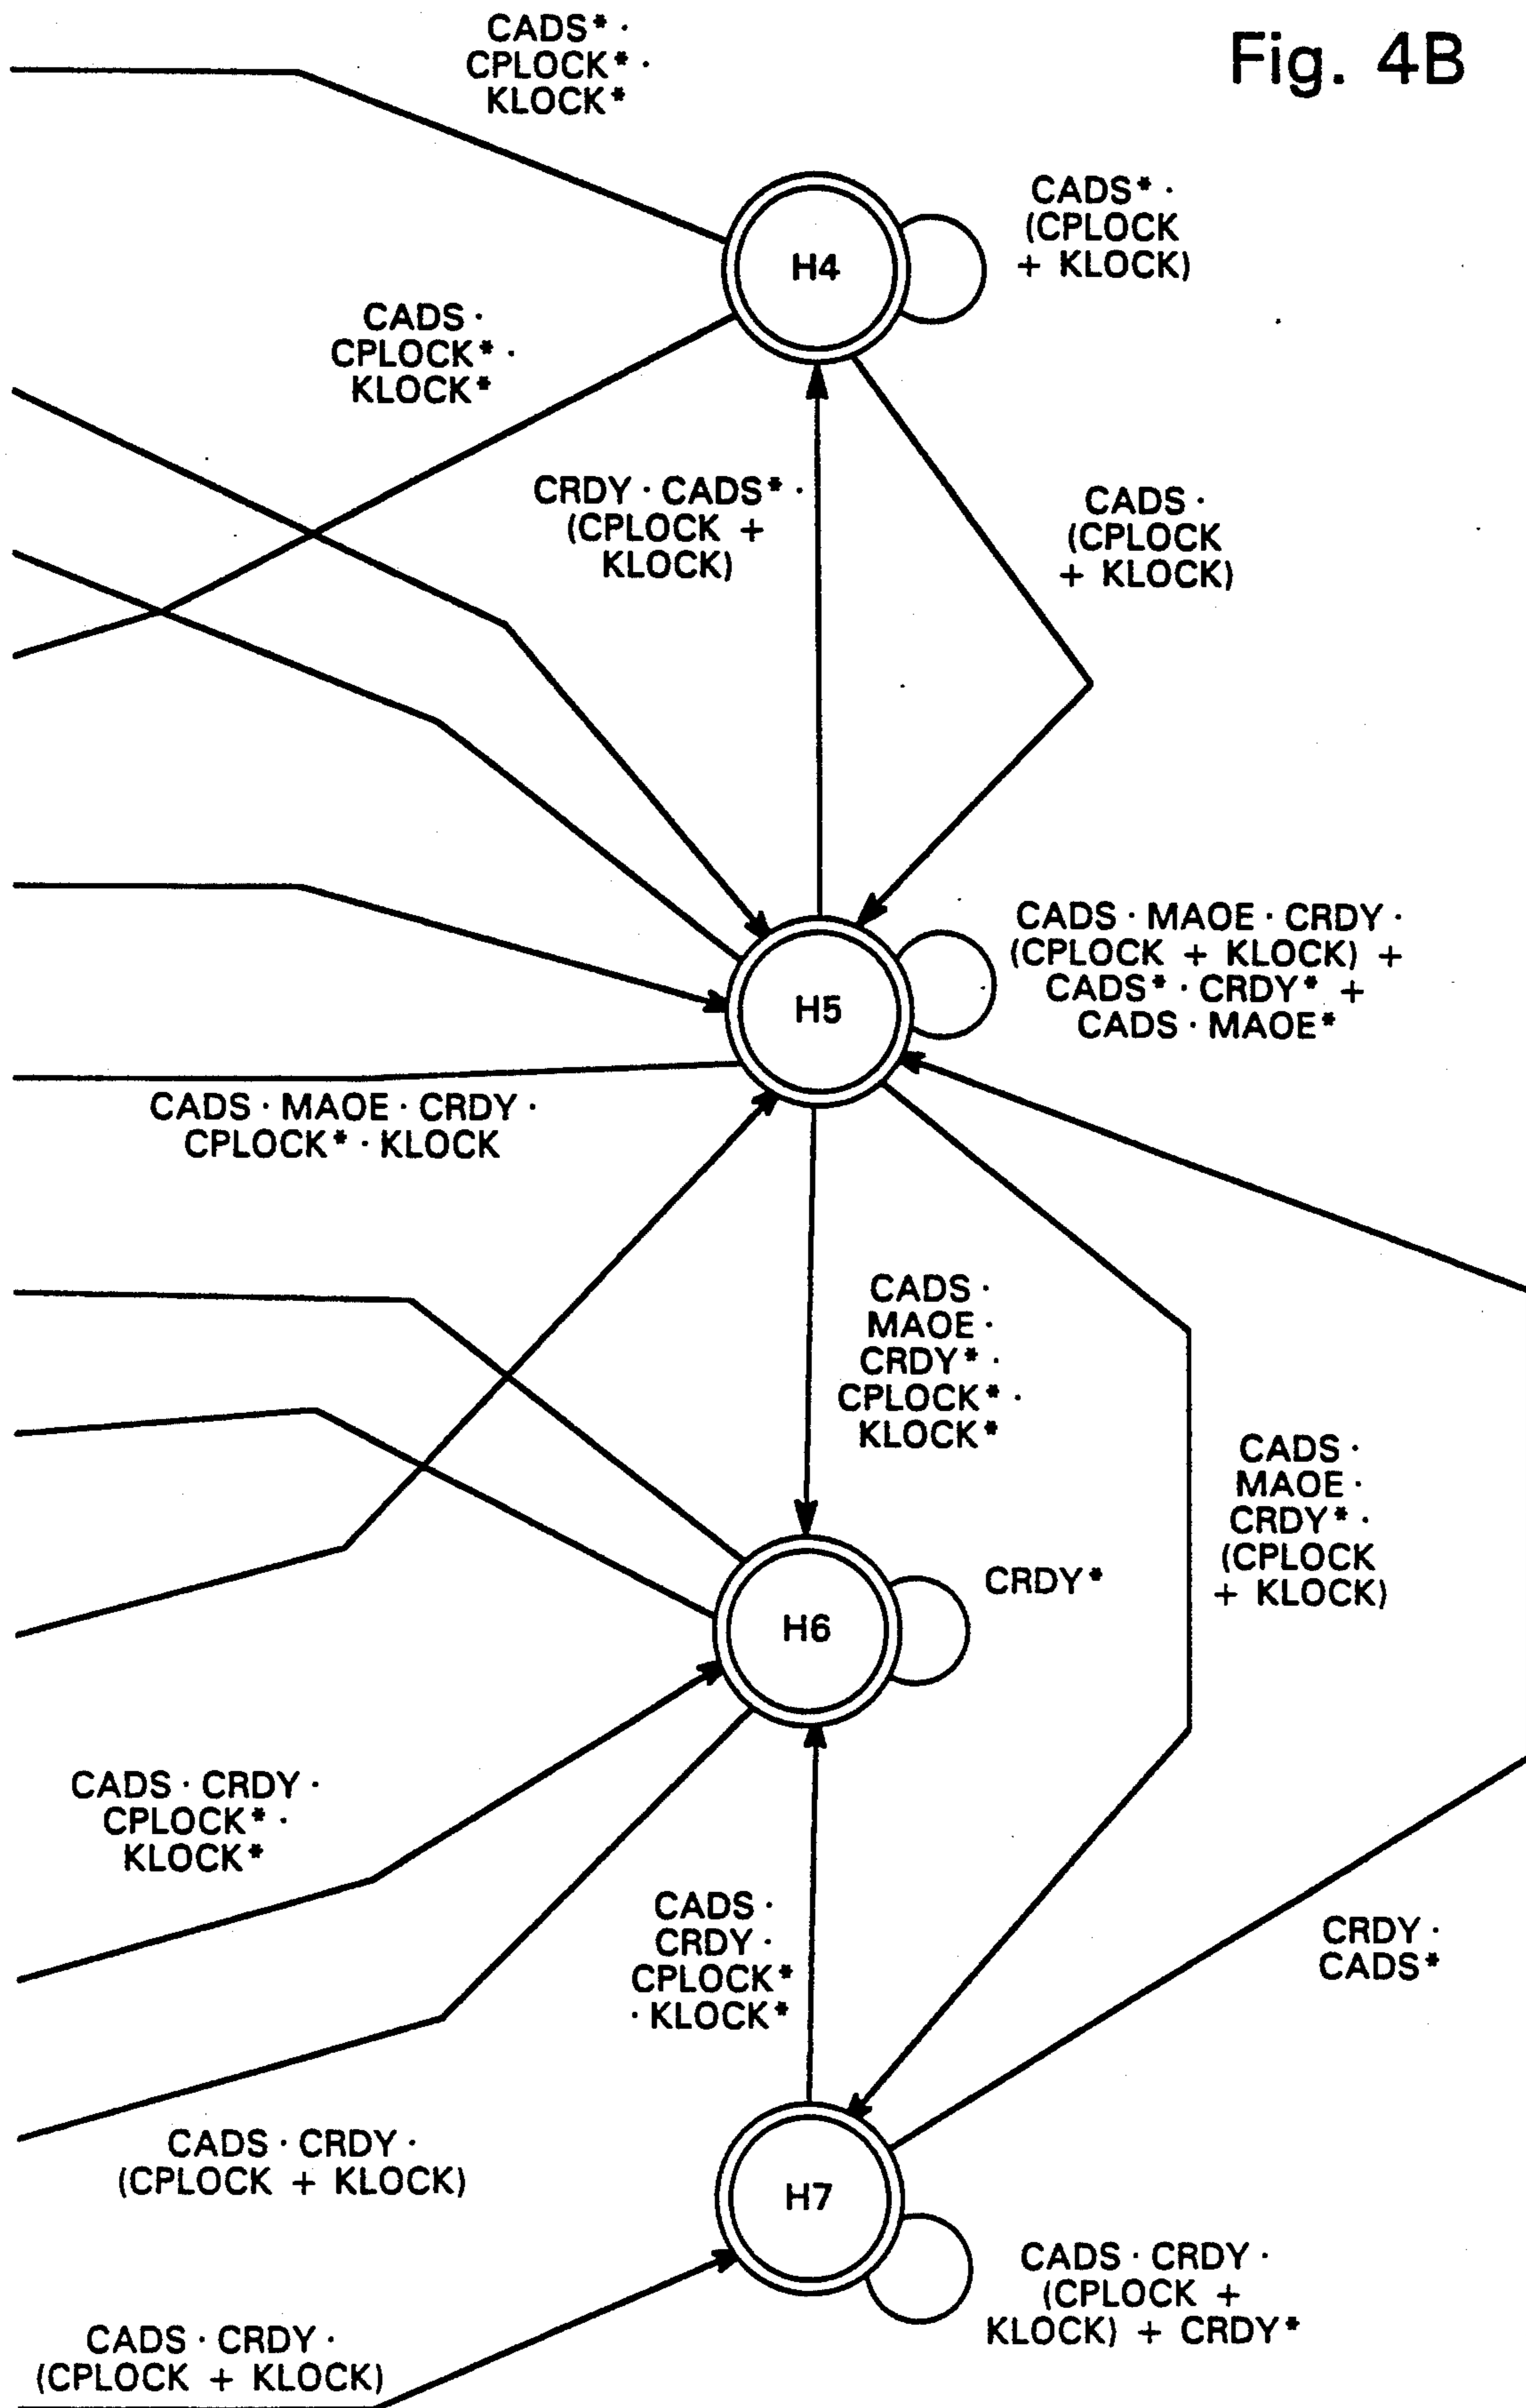 Fig. 4B
CADS* ·
CPLOCK* ·
KLOCK*
H4
CADS* ·
(CPLOCK
+ KLOCK)
CADS ·
CPLOCK* ·
KLOCK*
CRDY · CADS* ·
(CPLOCK +
KLOCK)
CADS ·
(CPLOCK
+ KLOCK)
H5
CADS · MAOE · CRDY ·
(CPLOCK + KLOCK) +
CADS* · CRDY* +
CADS · MAOE*
CADS · MAOE · CRDY ·
CPLOCK* · KLOCK
CADS ·
MAOE ·
CRDY* ·
CPLOCK* ·
KLOCK*
CADS ·
MAOE ·
CRDY* ·
(CPLOCK
+ KLOCK)
H6
CRDY*
CADS · CRDY ·
CPLOCK* ·
KLOCK*
CADS ·
CRDY ·
CPLOCK*
· KLOCK*
CRDY ·
CADS*
CADS · CRDY ·
(CPLOCK + KLOCK)
H7
CADS · CRDY ·
(CPLOCK +
KLOCK) + CRDY*
CADS · CRDY ·
(CPLOCK + KLOCK)